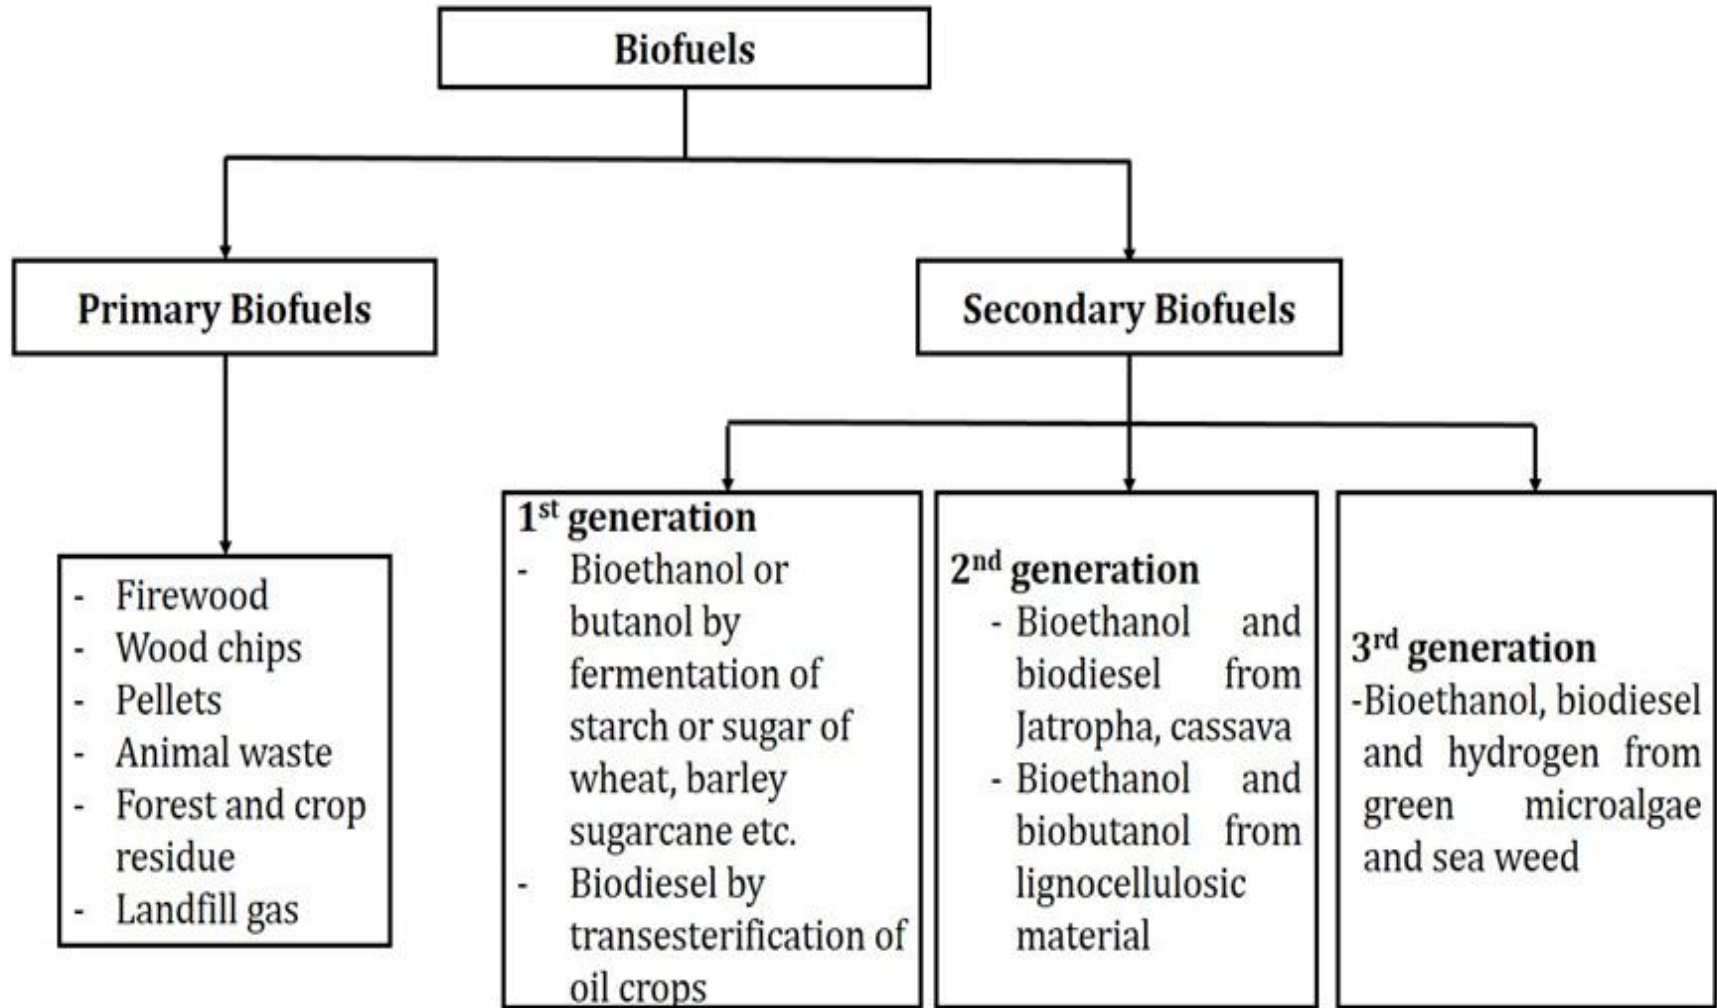 Biofuels
Primary Biofuels
Secondary Biofuels
- Firewood
- Wood chips
- Pellets
- Animal waste
- Forest and crop
residue
- Landfill gas
1st generation
- Bioethanol or
butanol by
fermentation of
starch or sugar of
wheat, barley
sugarcane etc.
- Biodiesel by
transesterification of
oil crops
2nd generation
- Bioethanol and
biodiesel from
Jatropha, cassava
- Bioethanol and
biobutanol from
lignocellulosic
material
3rd generation
-Bioethanol, biodiesel
and hydrogen from
green microalgae
and sea weed